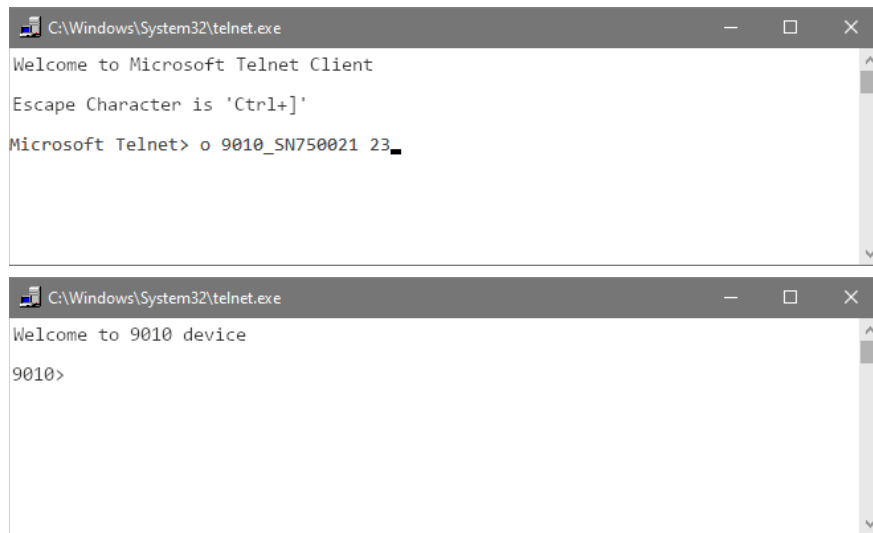 C:\Windows\System32\telnet.exe
Welcome to Microsoft Telnet Client
Escape Character is 'Ctrl+]'
Microsoft Telnet> o 9010_SN750021 23
C:\Windows\System32\telnet.exe
Welcome to 9010 device
9010>